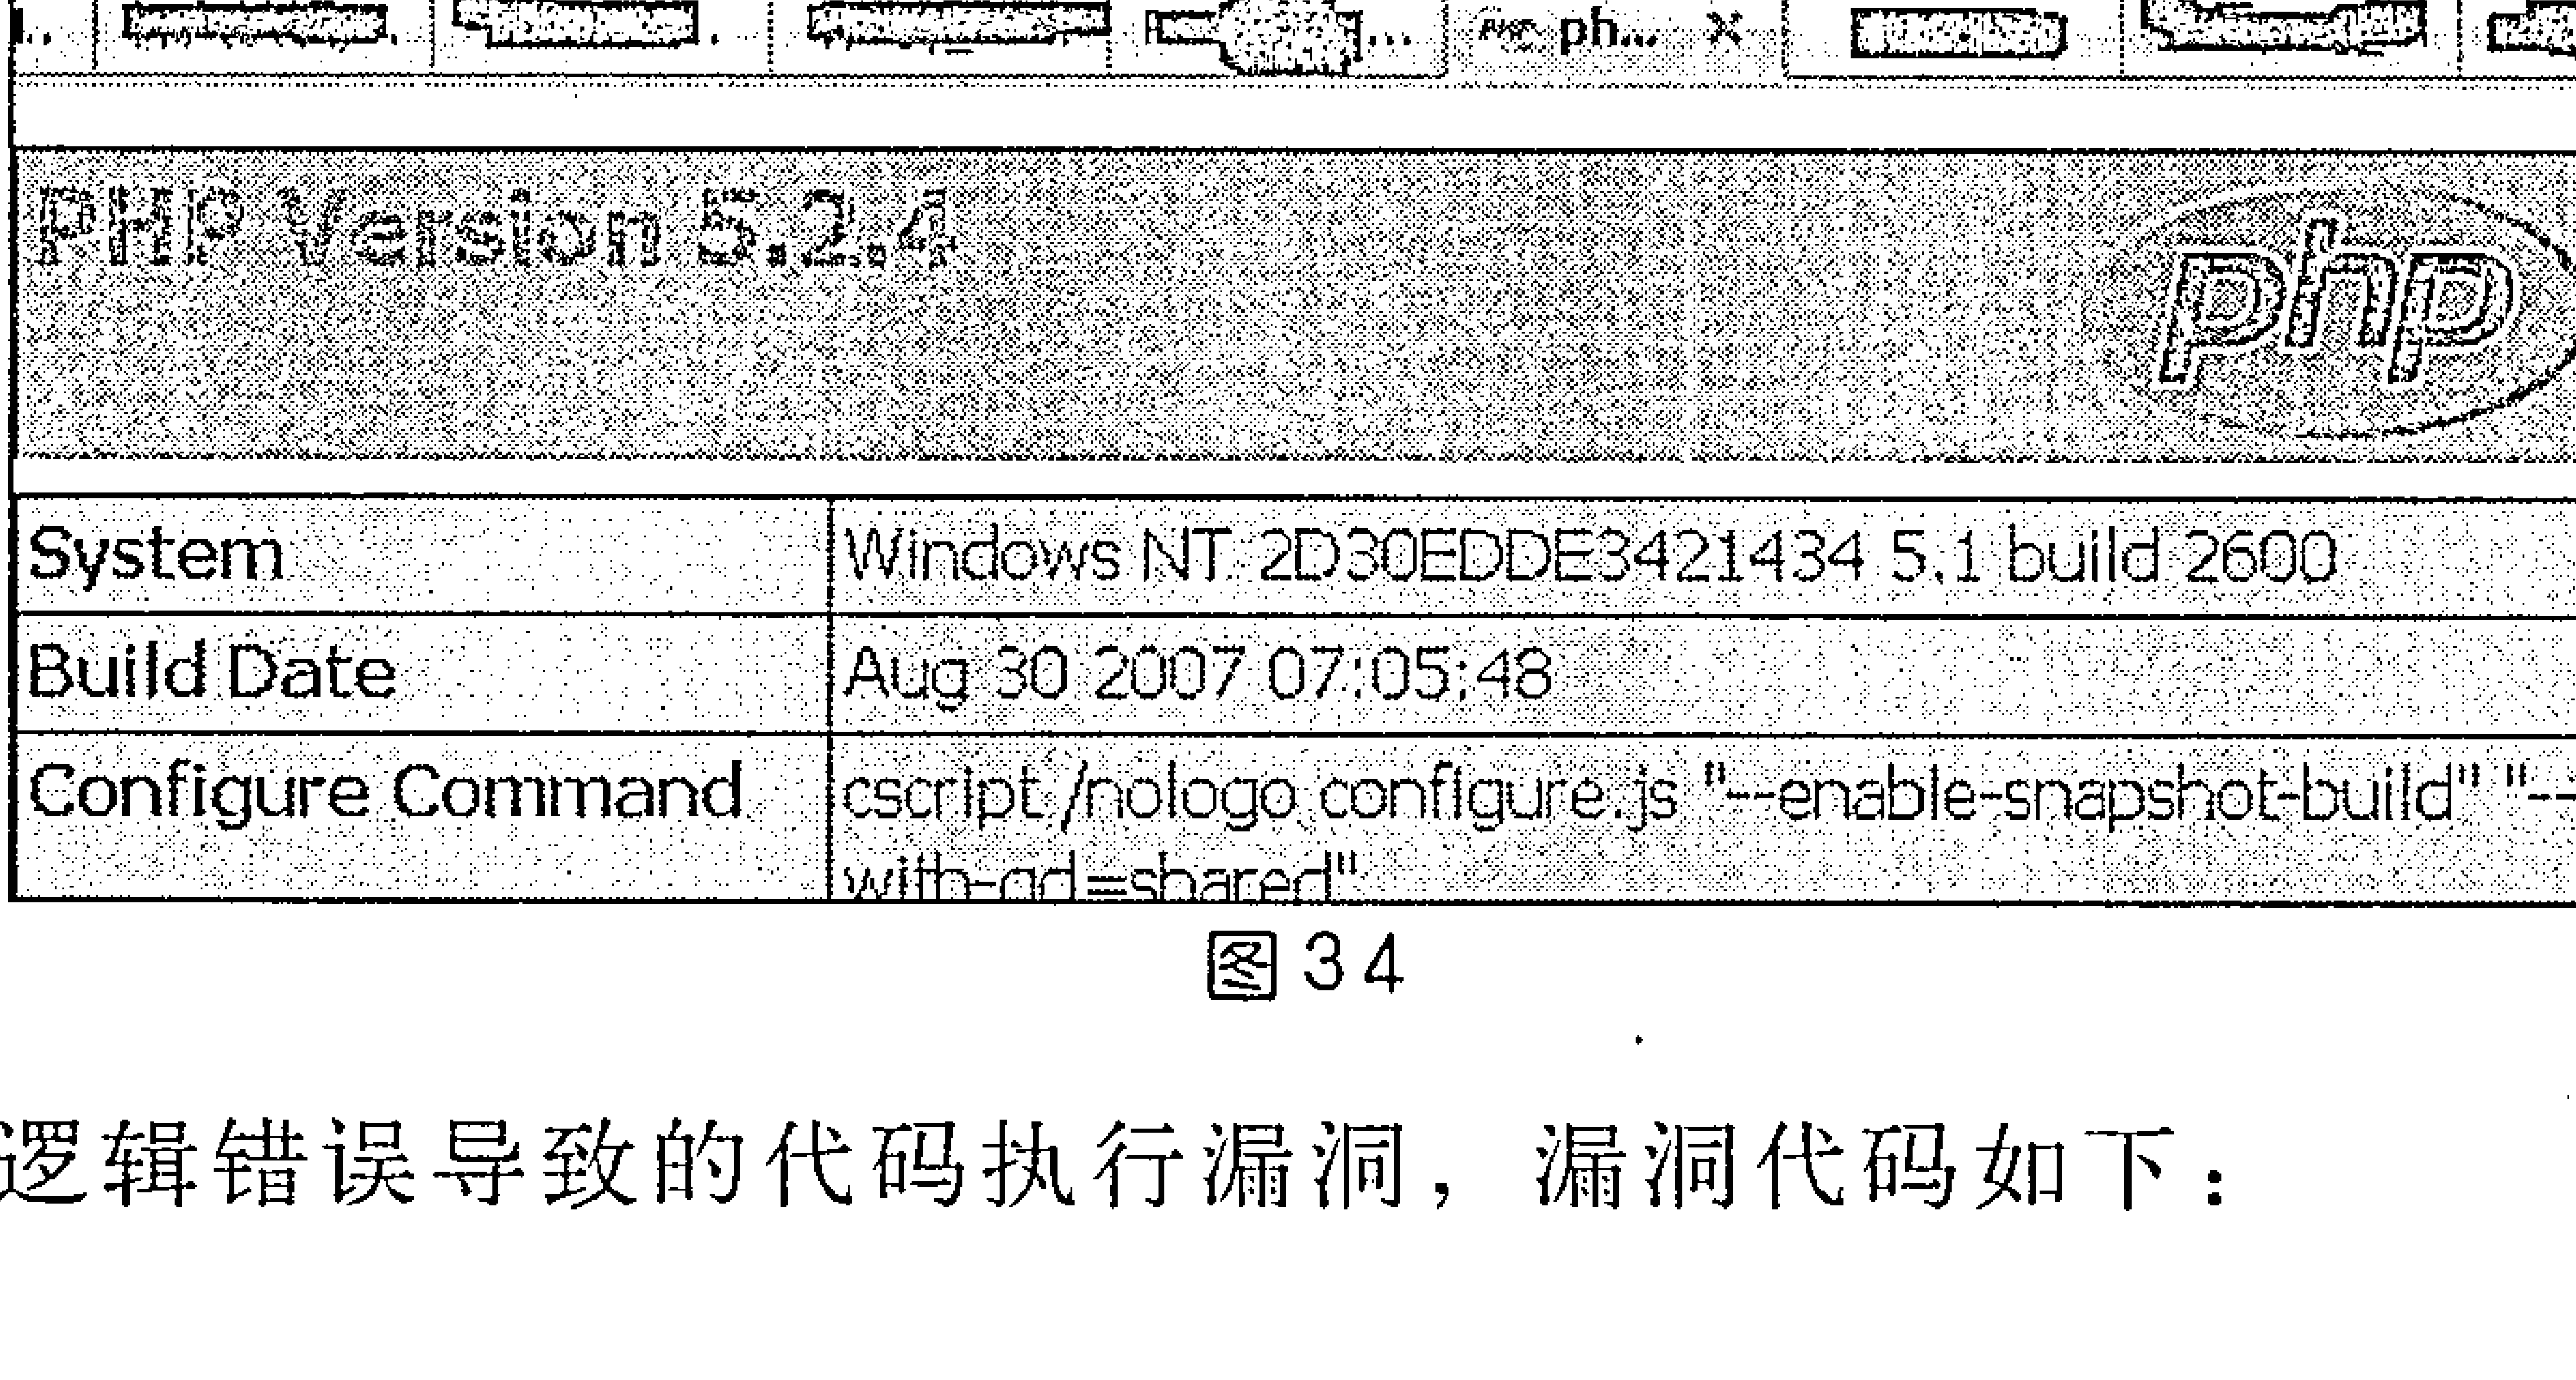 ph...
PHP Version 5.2.4
php
System
Windows NT 2D30EDDE3421434 5.1 build 2600
Build Date
Aug 30 2007 07:05:48
Configure Command
cscript /nologo configure.js "--enable-snapshot-build" "--
with-gd=shared"
图34
逻辑错误导致的代码执行漏洞，漏洞代码如下：